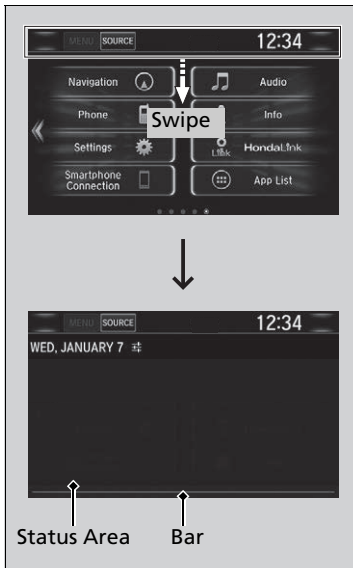 MENU SOURCE 12:34
Navigation Audio
Phone Info
Swipe
Settings HondaLink
Smartphone
Connection App List
MENU SOURCE 12:34
WED, JANUARY 7
Status Area Bar